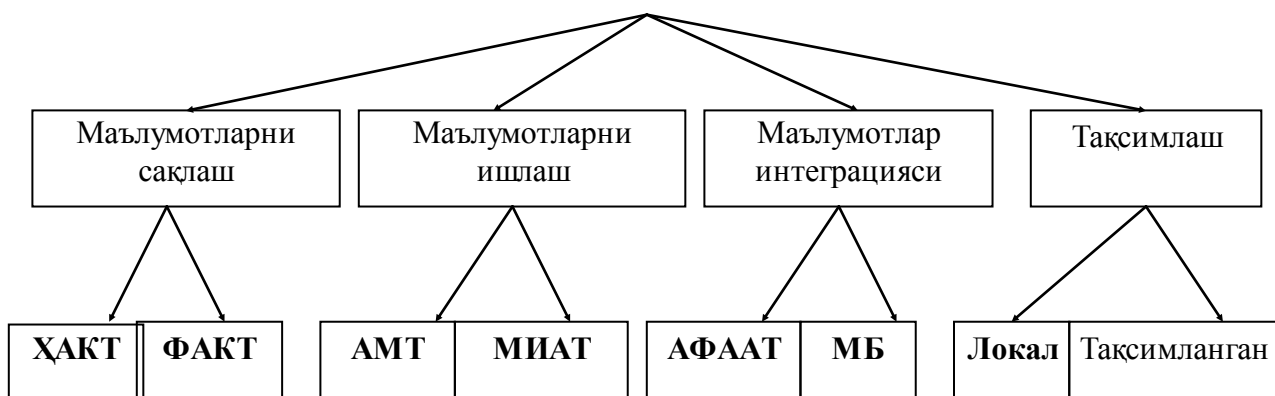 Маълумотларни
сақлаш
Маълумотларни
ишлаш
Маълумотлар
интеграцияси
Тақсимлаш
ҲАКТ
ФАКТ
АМТ
МИАТ
АФААТ
МБ
Локал
Тақсимланган